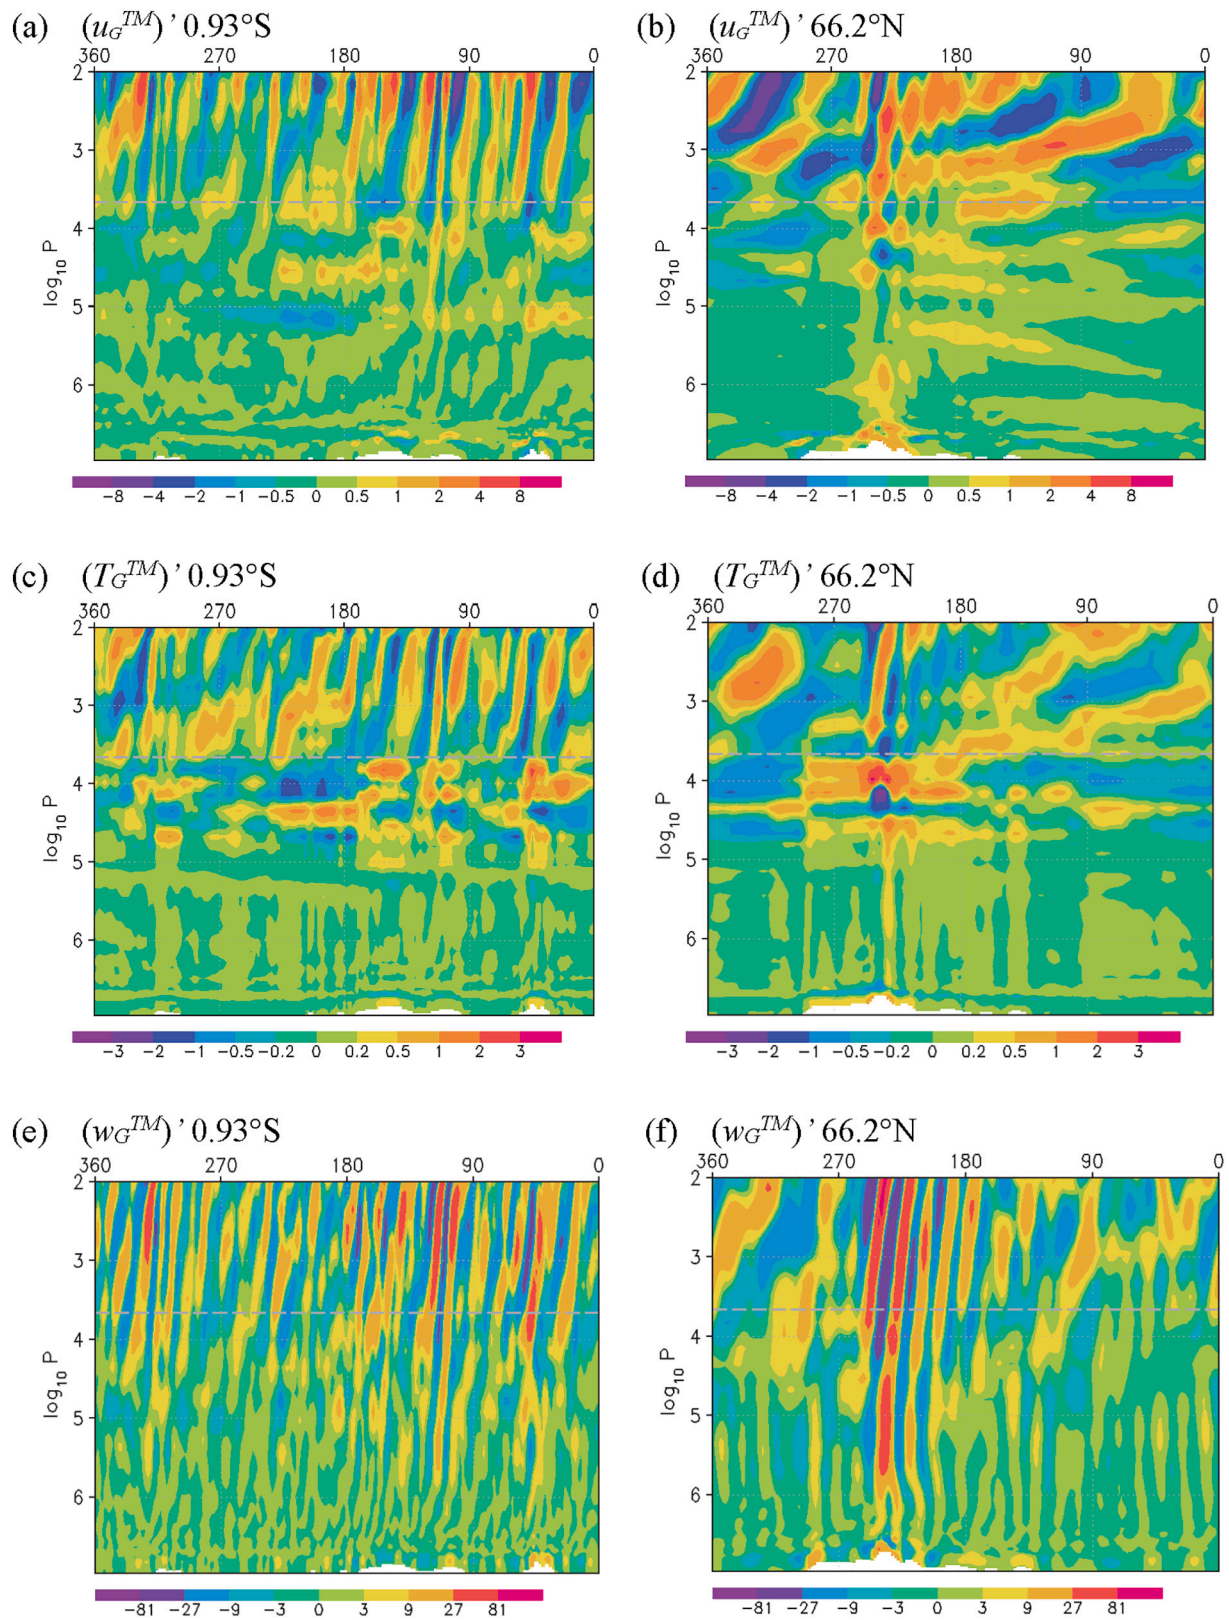 (a) (u_G^TM)’ 0.93°S
360 270 180 90 0
2
3
4
5
6
log10 P
−8 −4 −2 −1 −0.5 0 0.5 1 2 4 8
(b) (u_G^TM)’ 66.2°N
360 270 180 90 0
2
3
4
5
6
log10 P
−8 −4 −2 −1 −0.5 0 0.5 1 2 4 8
(c) (T_G^TM)’ 0.93°S
360 270 180 90 0
2
3
4
5
6
log10 P
−3 −2 −1 −0.5 −0.2 0 0.2 0.5 1 2 3
(d) (T_G^TM)’ 66.2°N
360 270 180 90 0
2
3
4
5
6
log10 P
−3 −2 −1 −0.5 −0.2 0 0.2 0.5 1 2 3
(e) (w_G^TM)’ 0.93°S
360 270 180 90 0
2
3
4
5
6
log10 P
−81 −27 −9 −3 0 3 9 27 81
(f) (w_G^TM)’ 66.2°N
360 270 180 90 0
2
3
4
5
6
log10 P
−81 −27 −9 −3 0 3 9 27 81